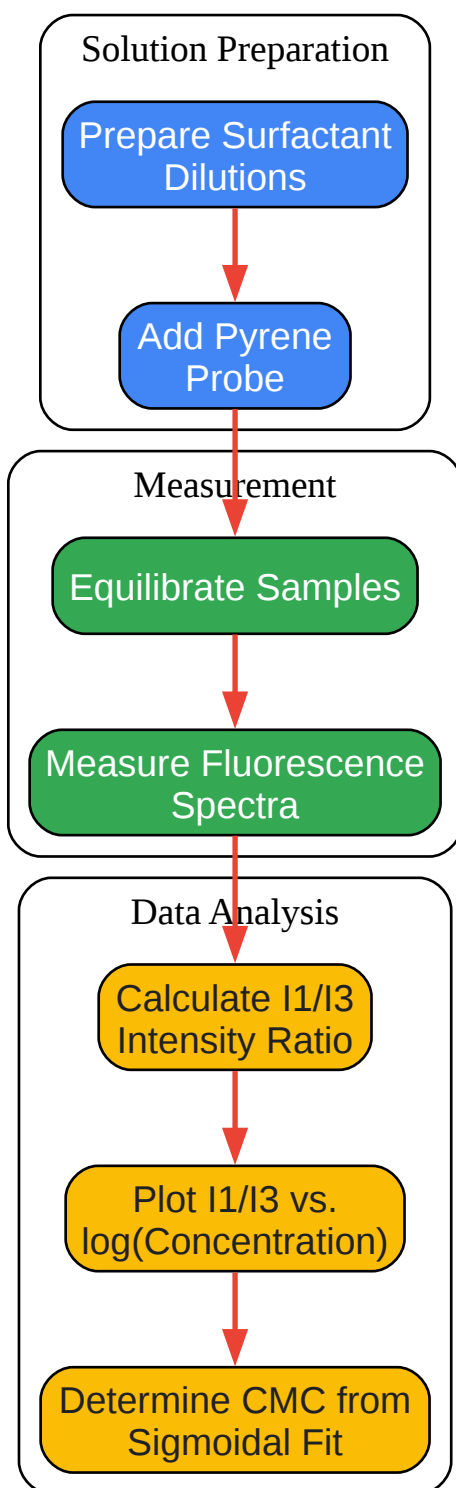 Solution Preparation
Prepare Surfactant
Dilutions
Add Pyrene
Probe
Measurement
Equilibrate Samples
Measure Fluorescence
Spectra
Data Analysis
Calculate I1/I3
Intensity Ratio
Plot I1/I3 vs.
log(Concentration)
Determine CMC from
Sigmoidal Fit